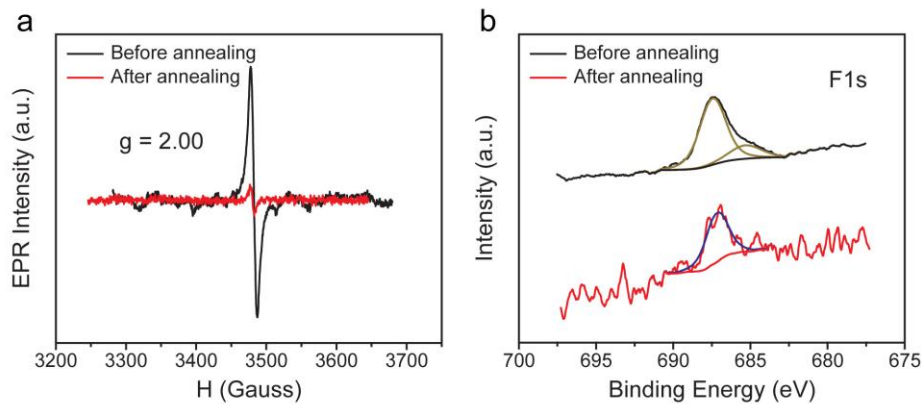 a
Before annealing
After annealing
g = 2.00
EPR Intensity (a.u.)
3200 3300 3400 3500 3600 3700
H (Gauss)
b
Before annealing
After annealing
F1s
Intensity (a.u.)
700 695 690 685 680 675
Binding Energy (eV)